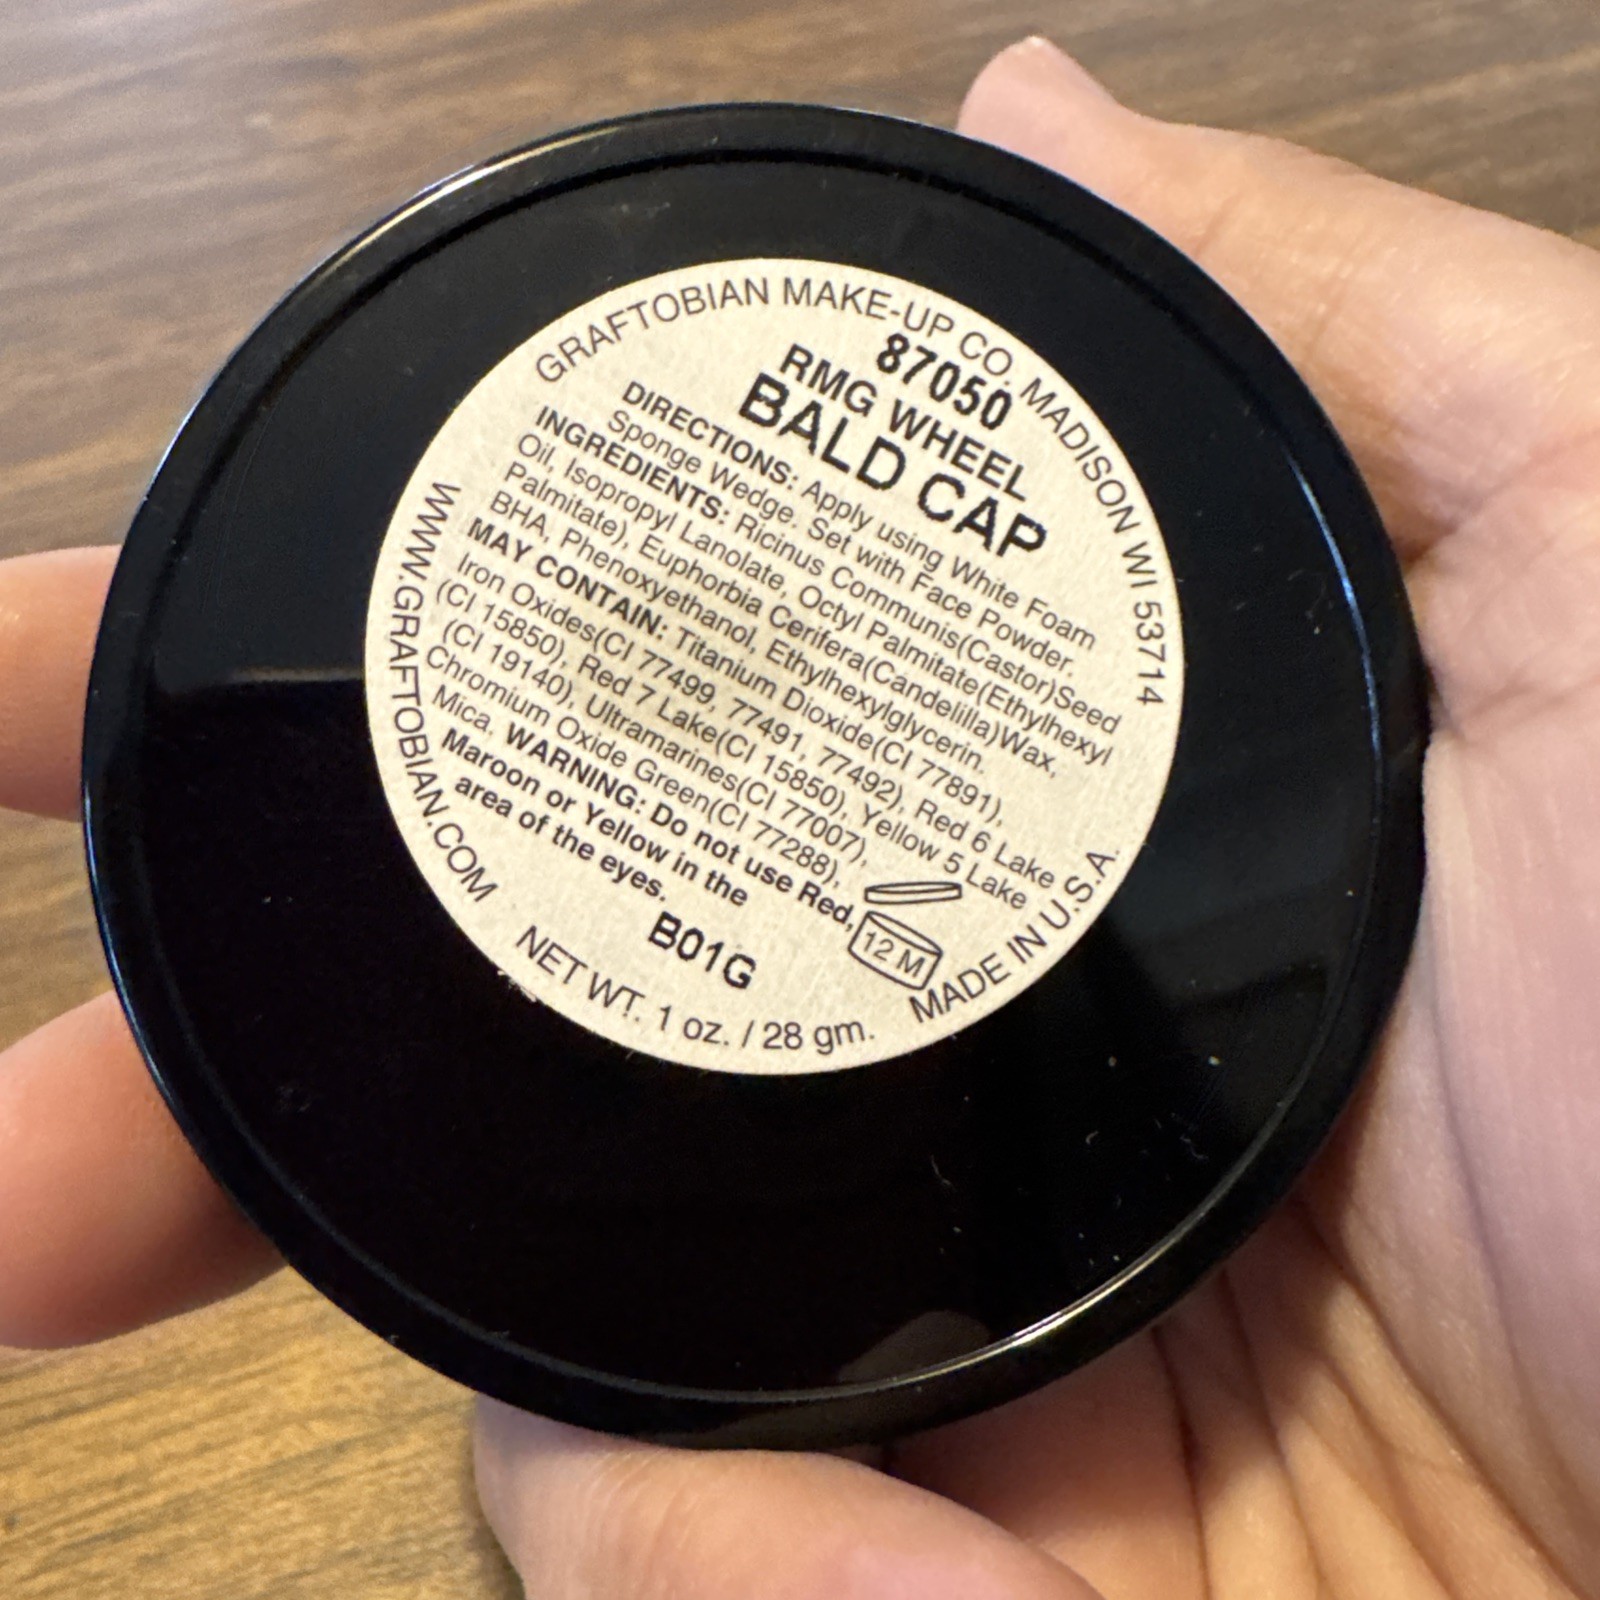 GRAFTOBIAN MAKE-UP CO. MADISON WI 53714
87050
RMG WHEEL
BALD CAP
DIRECTIONS: Apply using White Foam
Sponge Wedge. Set with Face Powder.
INGREDIENTS: Ricinus Communis(Castor)Seed
Oil, Isopropyl Lanolate, Octyl Palmitate(Ethylhexyl
Palmitate), Euphorbia Cerifera(Candelilla)Wax,
BHA, Phenoxyethanol, Ethylhexylglycerin.
MAY CONTAIN: Titanium Dioxide(CI 77891),
Iron Oxides(CI 77499, 77491, 77492), Red 6 Lake
(CI 15850), Red 7 Lake(CI 15850), Yellow 5 Lake
(CI 19140), Ultramarines(CI 77007),
Chromium Oxide Green(CI 77288),
Mica, WARNING: Do not use Red,
Maroon or Yellow in the
area of the eyes.
12 M
B01G
WWW.GRAFTOBIAN.COM
NET WT. 1 oz. / 28 gm.
MADE IN U.S.A.